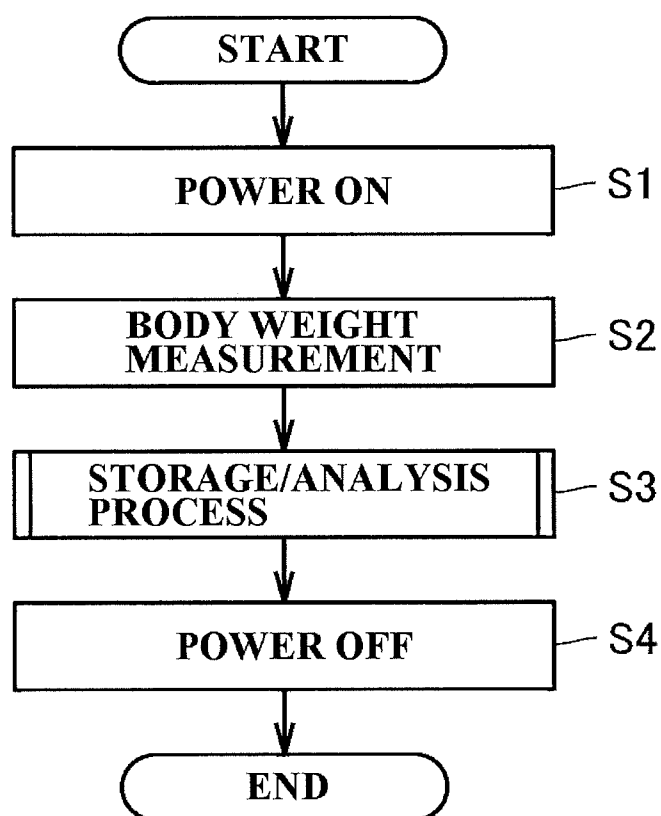 START
POWER ON
S1
BODY WEIGHT
MEASUREMENT
S2
STORAGE/ANALYSIS
PROCESS
S3
POWER OFF
S4
END